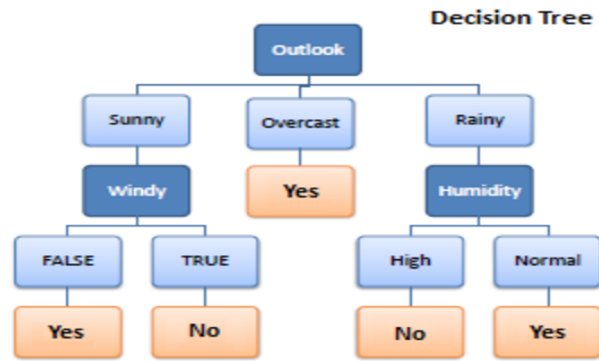 Decision Tree
Outlook
Sunny
Overcast
Rainy
Windy
Yes
Humidity
FALSE
TRUE
High
Normal
Yes
No
No
Yes